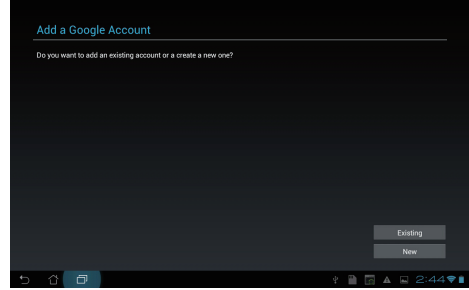 Add a Google Account
Do you want to add an existing account or a create a new one?
Existing
New
2:44